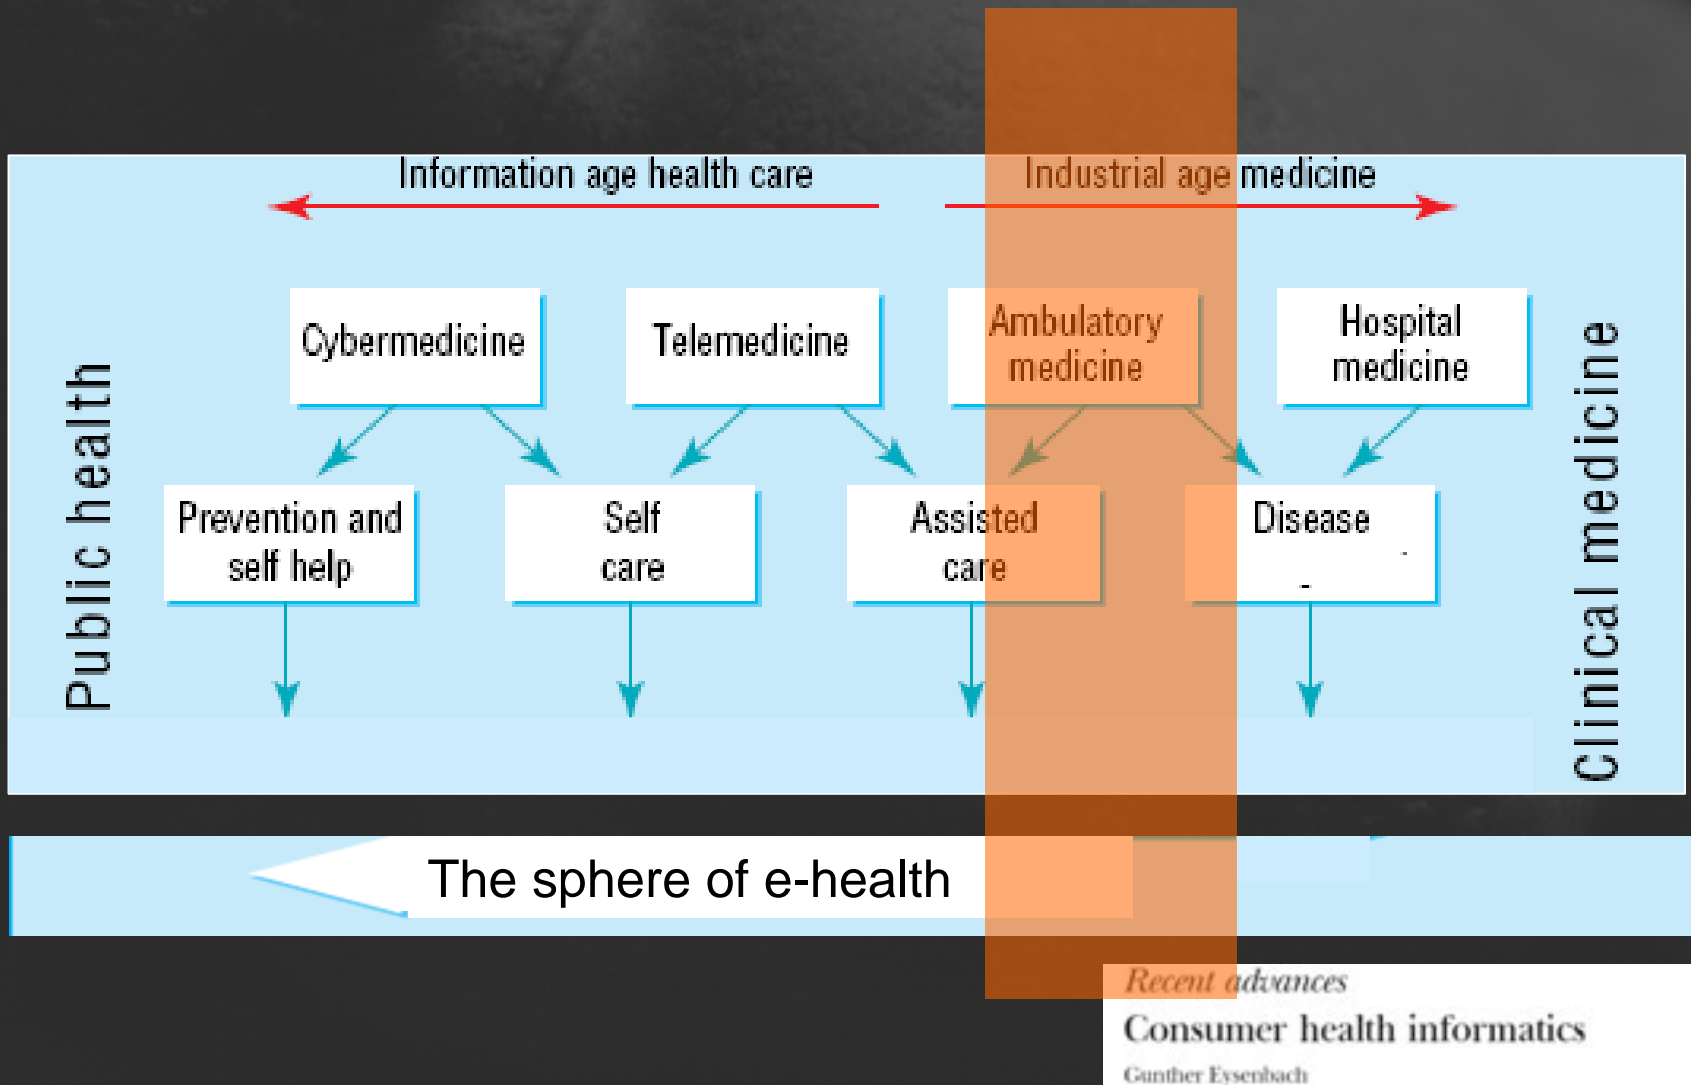 Information age health care
Industrial age medicine
Public health
Cybermedicine
Telemedicine
Ambulatory
medicine
Hospital
medicine
Prevention and
self help
Self
care
Assisted
care
Disease
Clinical medicine
The sphere of e-health
Recent advances
Consumer health informatics
Gunther Eysenbach